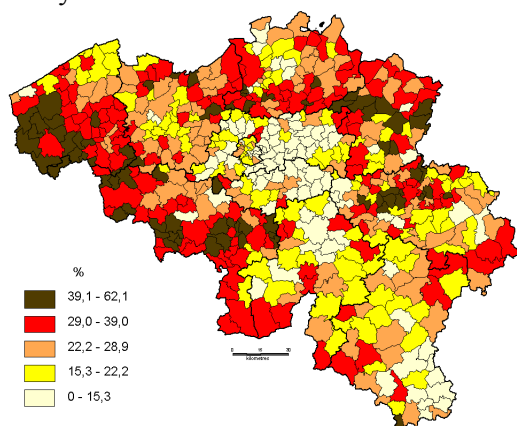 %
39,1 - 62,1
29,0 - 39,0
22,2 - 28,9
15,3 - 22,2
0 - 15,3
kilometres